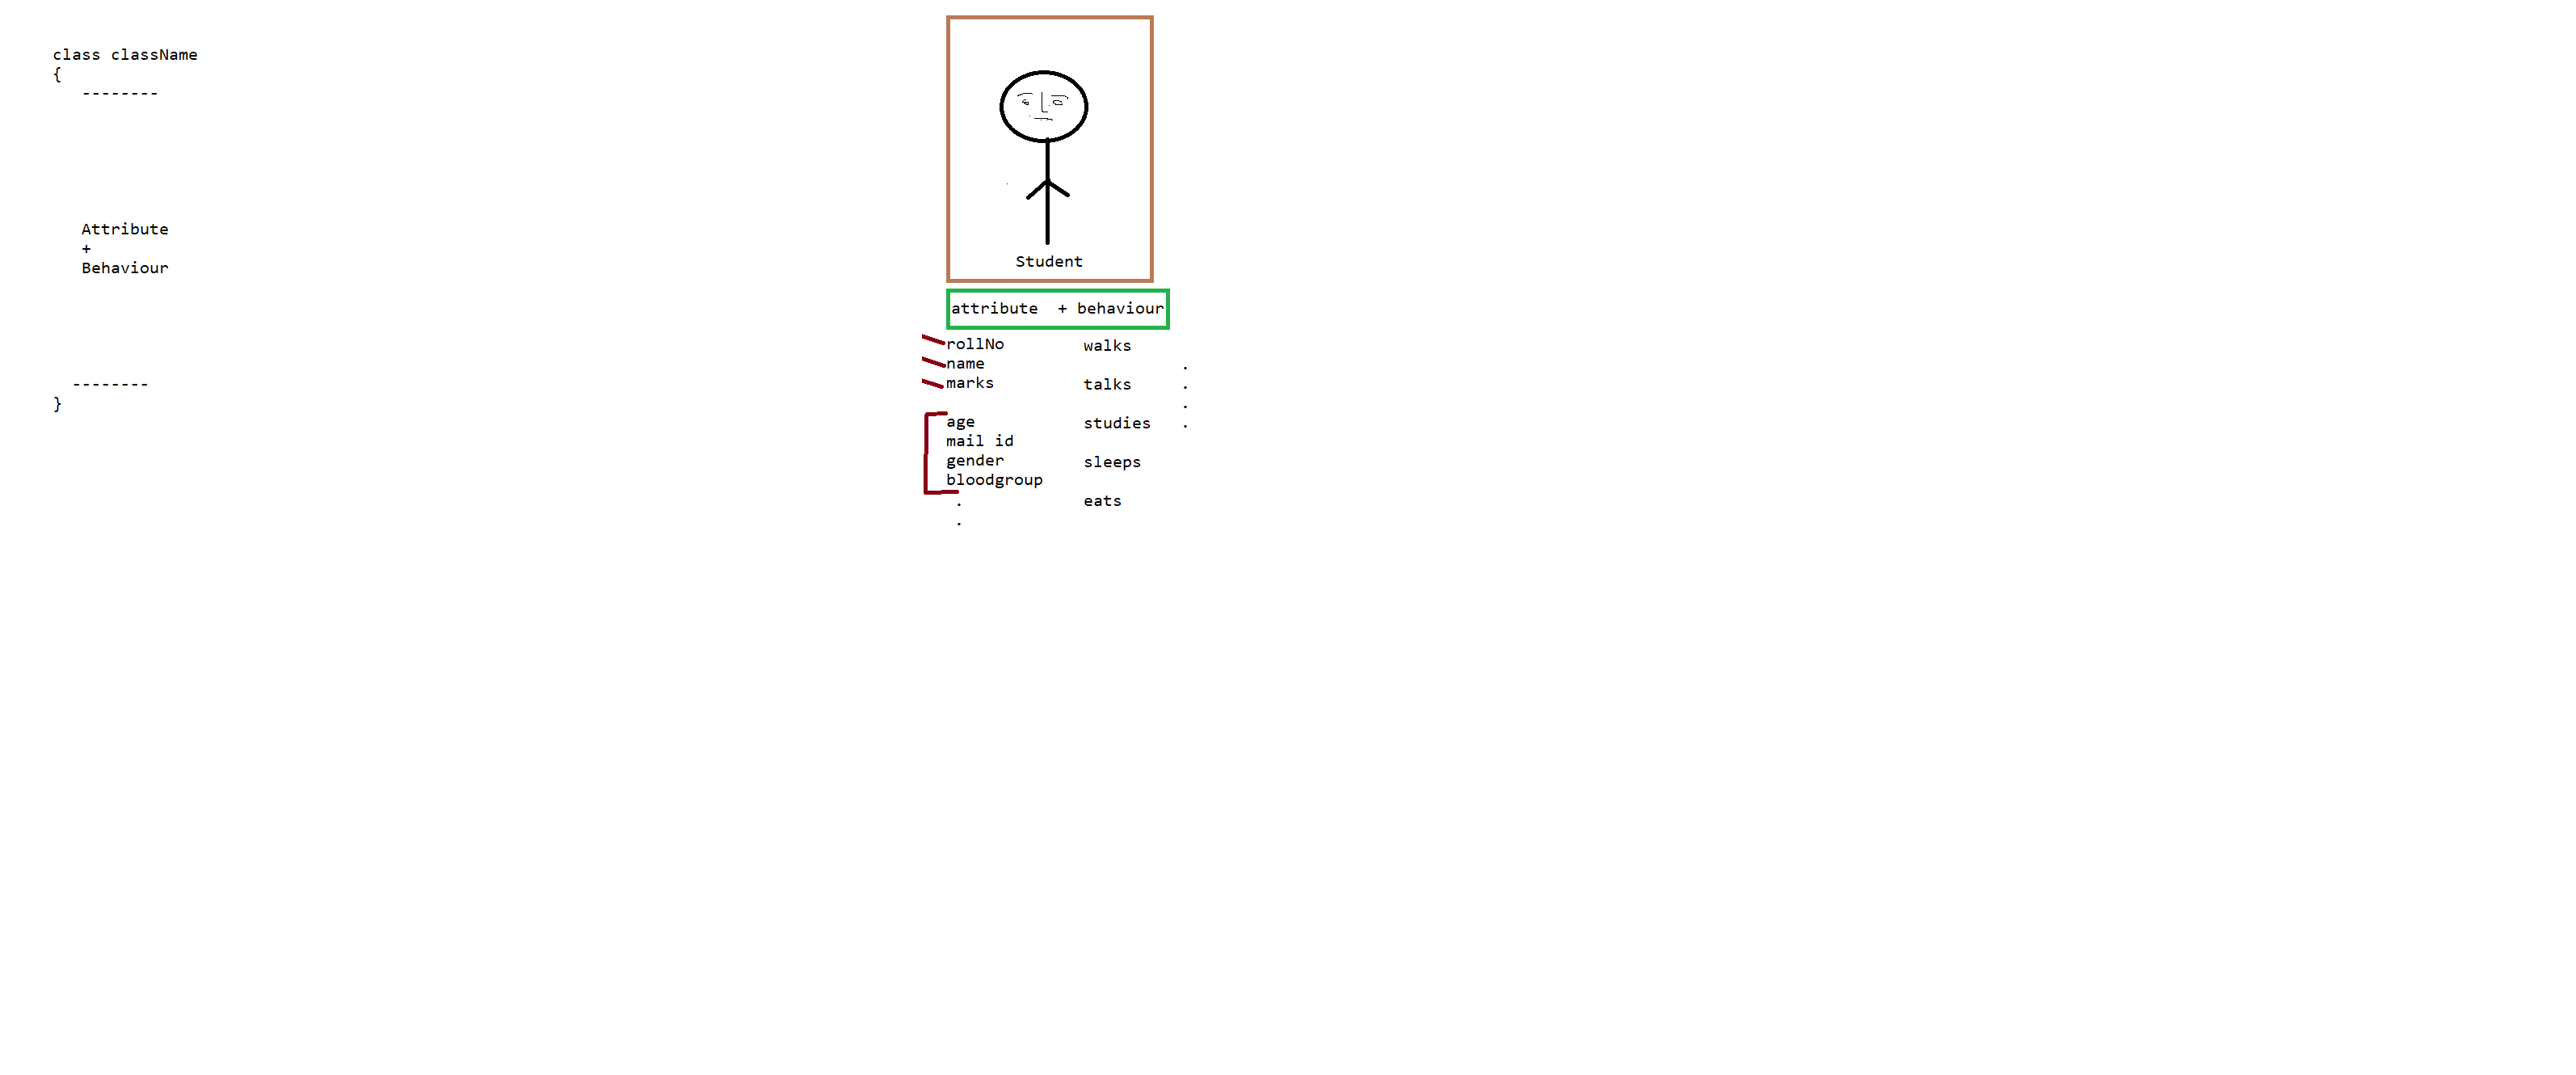 class className
{
--------
Attribute
+
Behaviour
--------
}
Student
attribute + behaviour
rollNo
name
marks
age
mail id
gender
bloodgroup
.
.
walks
talks
studies
sleeps
eats
.
.
.
.